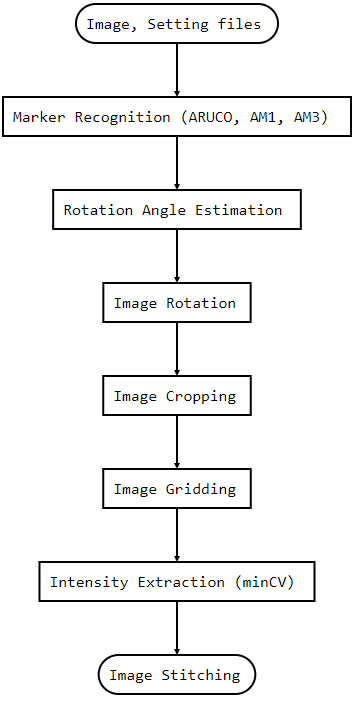 Image, Setting files
Marker Recognition (ARUCO, AM1, AM3)
Rotation Angle Estimation
Image Rotation
Image Cropping
Image Gridding
Intensity Extraction (minCV)
Image Stitching